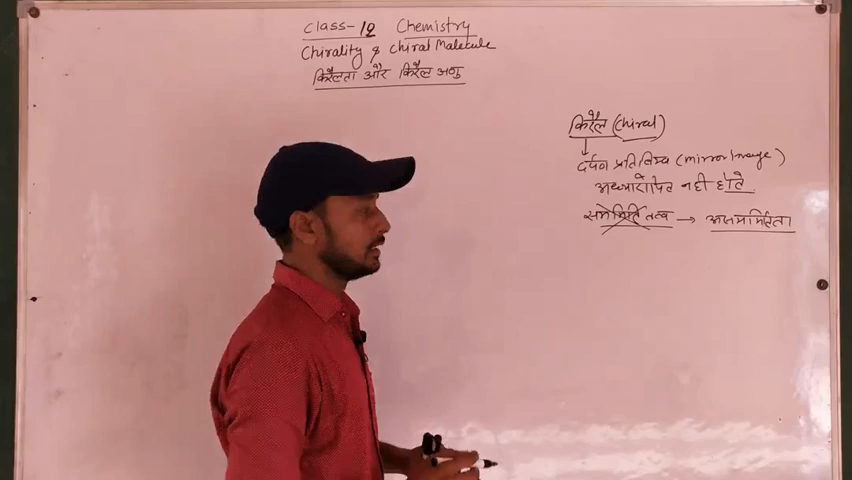 Class-12 Chemistry
Chirality & Chiral Molecule
किरैलता और किरैल अणु
किरैल (Chiral)
दर्पण प्रतिबिम्ब (mirror Image)
अध्यारोपित नही होते
सममिति तत्व → असममितता